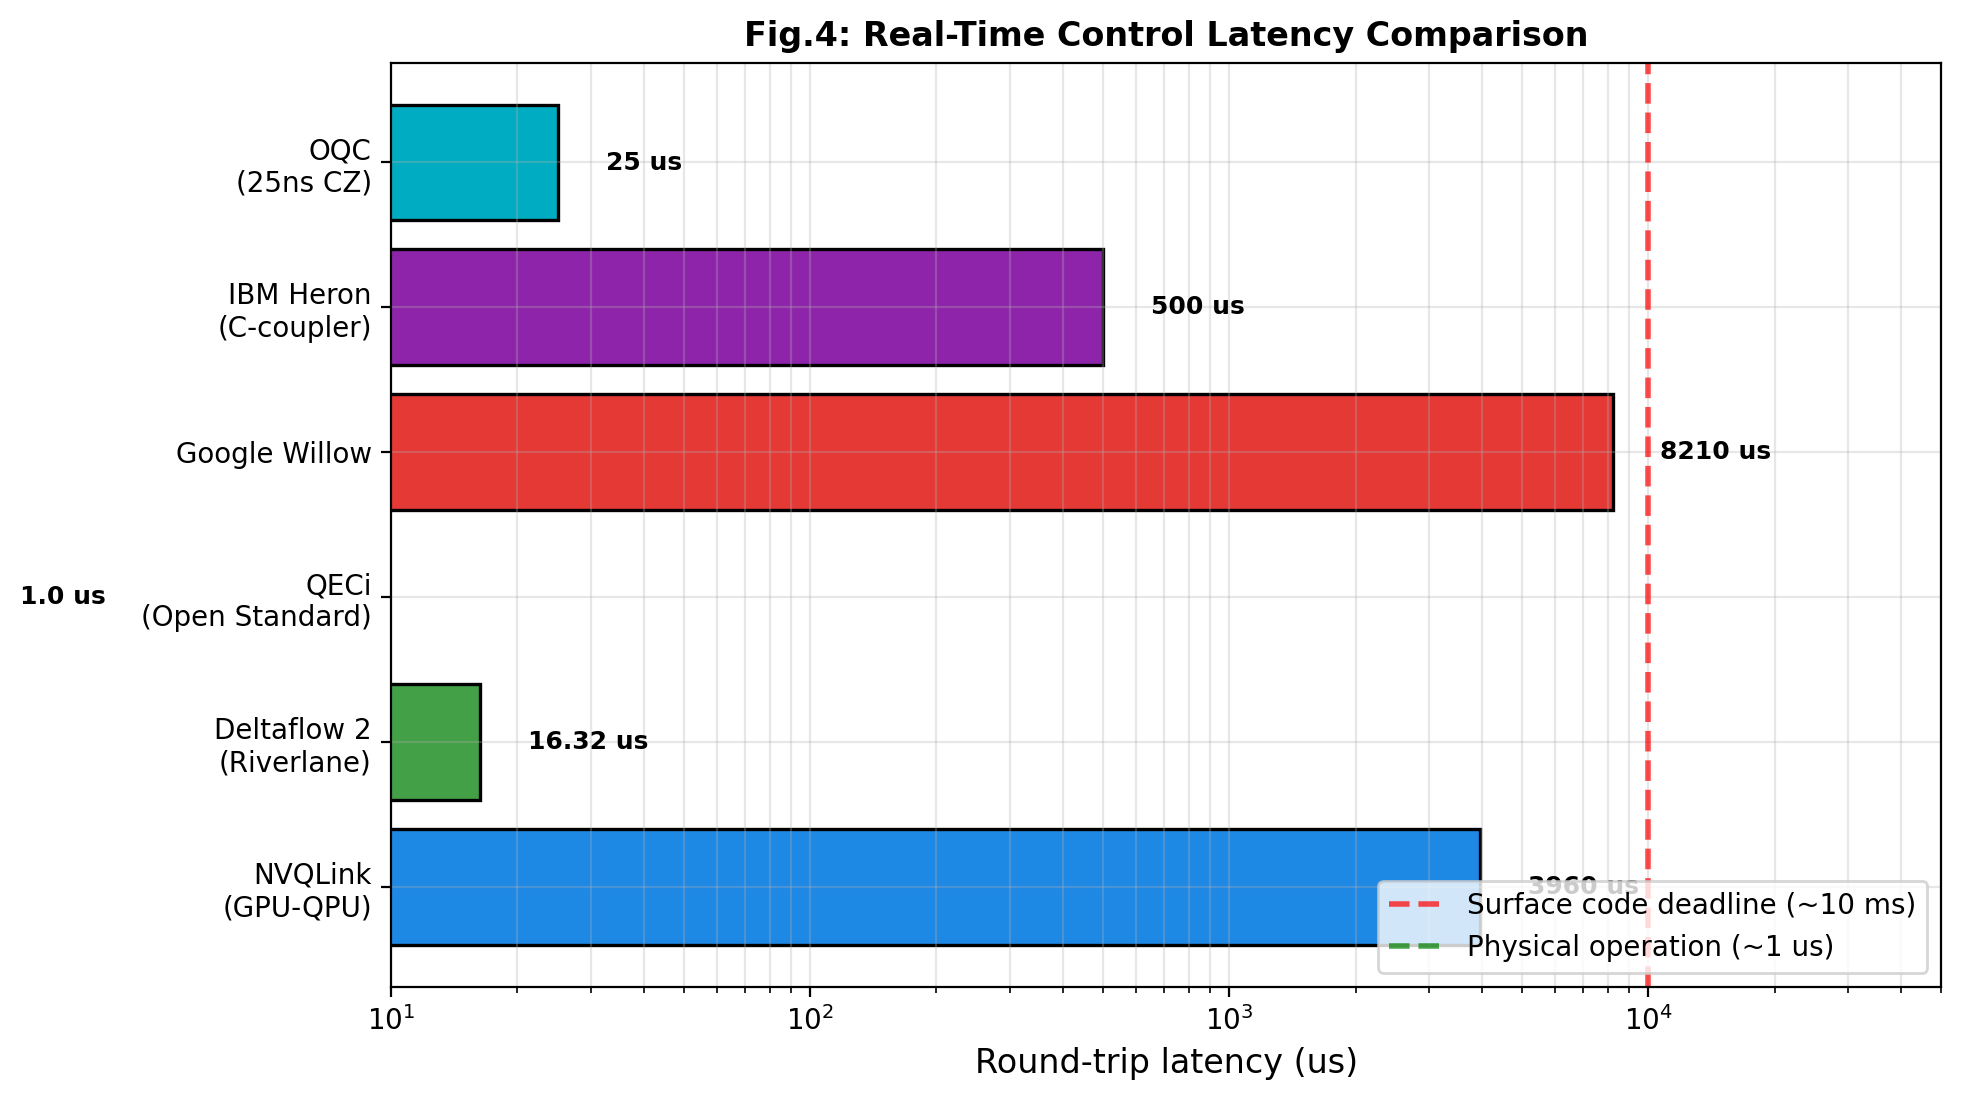 Fig.4: Real-Time Control Latency Comparison
OQC
(25ns CZ)
25 us
IBM Heron
(C-coupler)
500 us
Google Willow
8210 us
1.0 us
QECi
(Open Standard)
Deltaflow 2
(Riverlane)
16.32 us
NVQLink
(GPU-QPU)
3960 us
Surface code deadline (~10 ms)
Physical operation (~1 us)
10¹ 10² 10³ 10⁴
Round-trip latency (us)